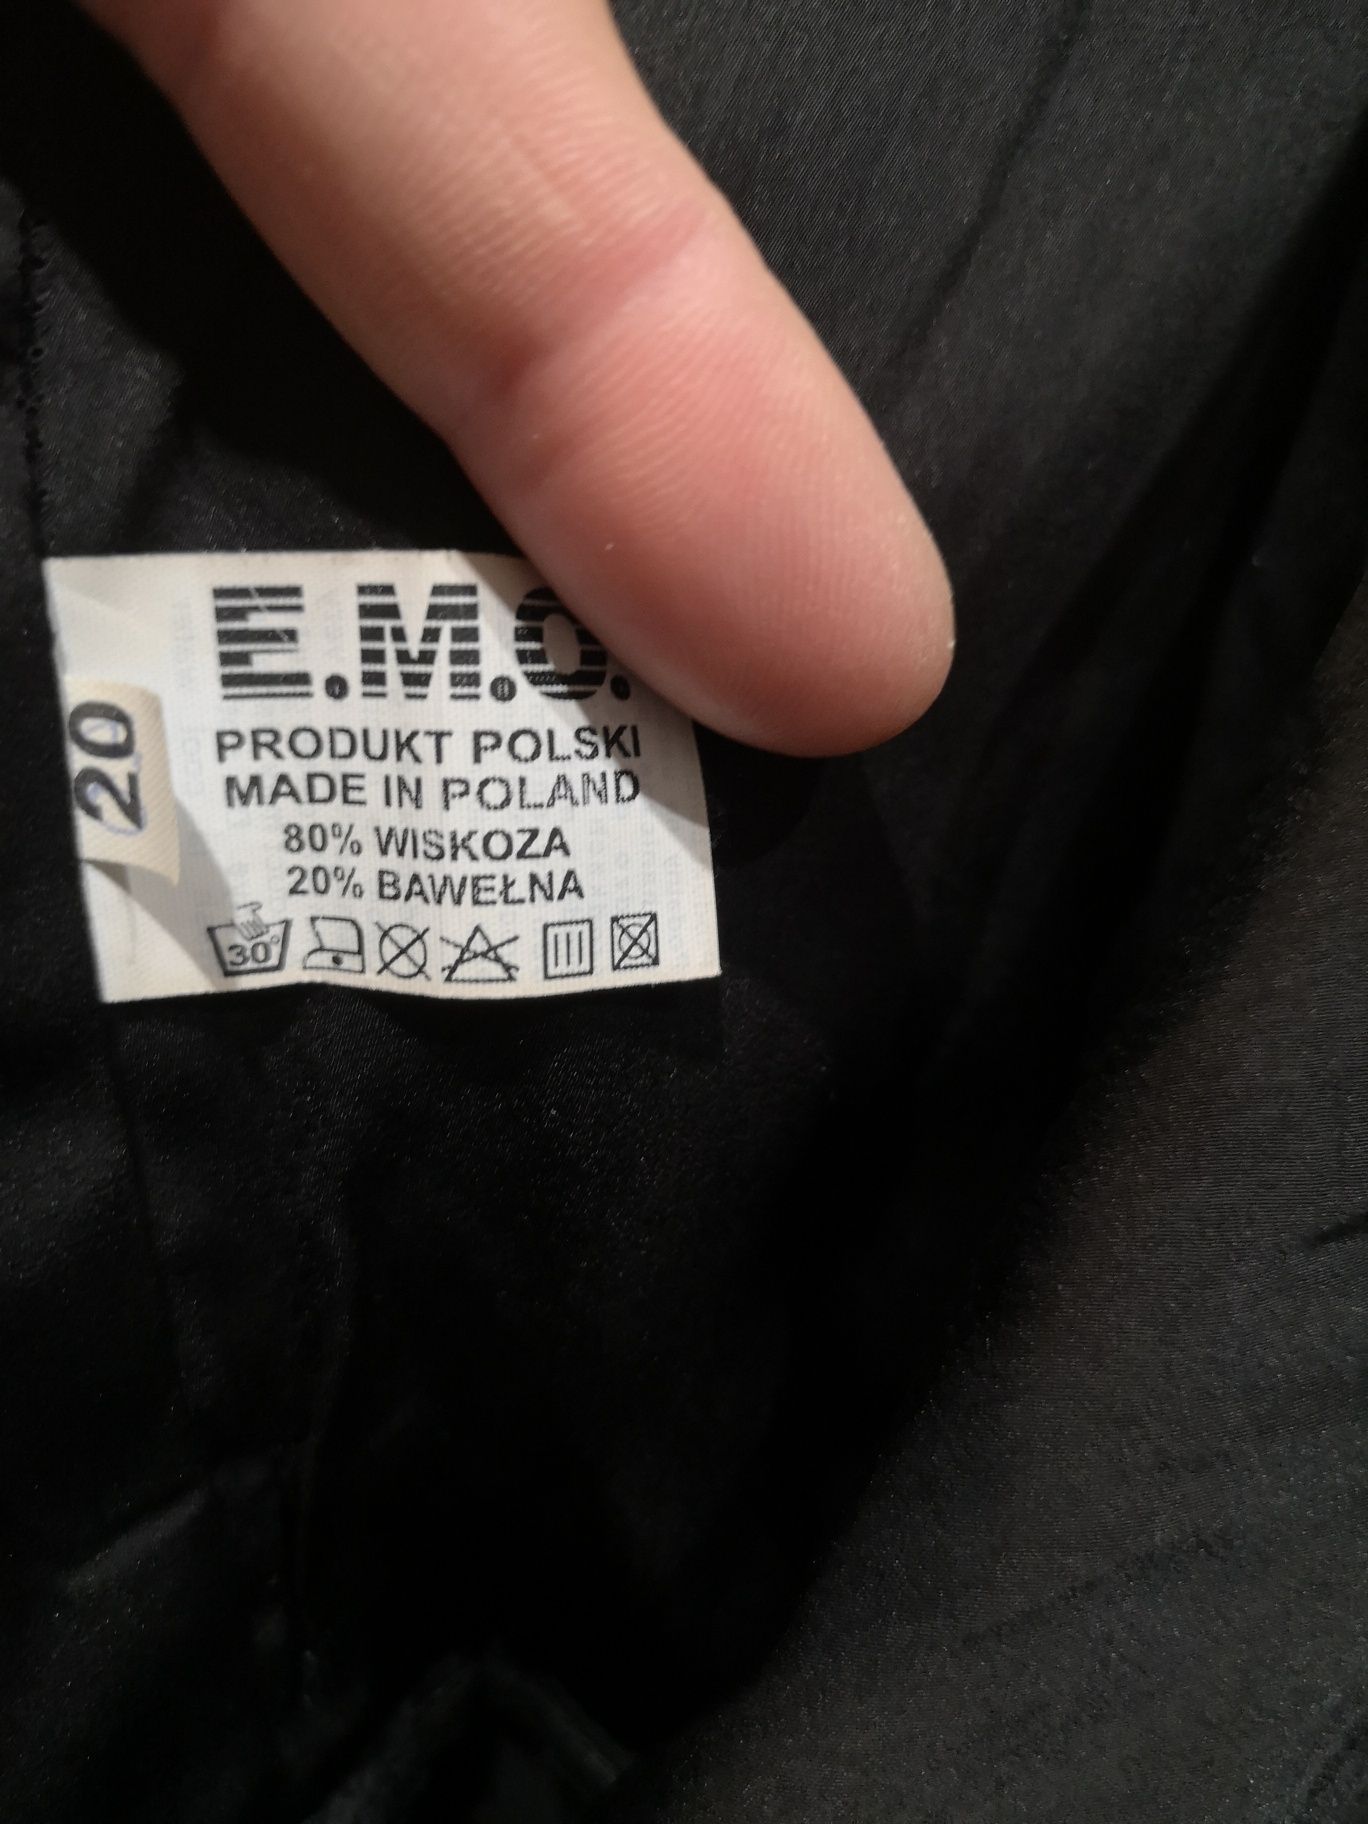 E.M.O.
PRODUKT POLSKI
MADE IN POLAND
80% WISKOZA
20% BAWEŁNA
30°
20